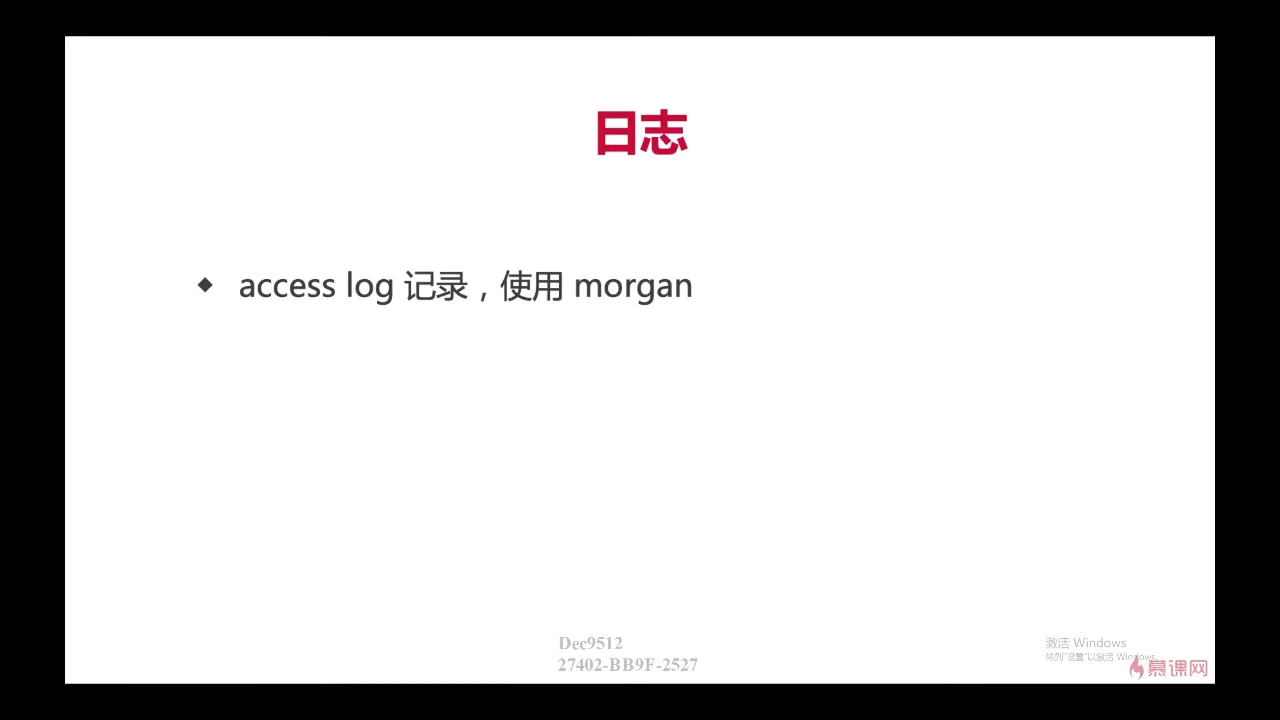 日志
access log 记录，使用 morgan
Dec9512
27402-BB9F-2527
激活 Windows
转到"设置"以激活 Windows。
慕课网